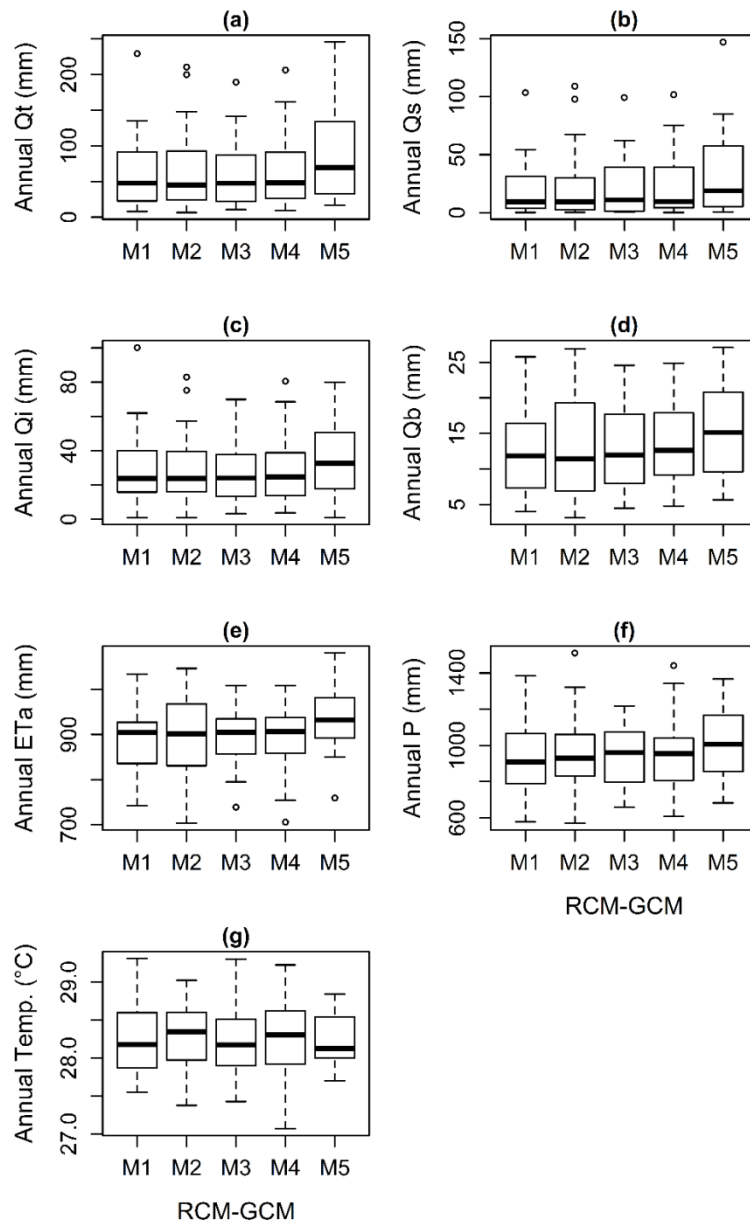 (a)
Annual Qt (mm)
200
100
0
M1 M2 M3 M4 M5
(b)
Annual Qs (mm)
150
100
50
0
M1 M2 M3 M4 M5
(c)
Annual Qi (mm)
80
40
0
M1 M2 M3 M4 M5
(d)
Annual Qb (mm)
25
15
5
M1 M2 M3 M4 M5
(e)
Annual ETa (mm)
900
700
M1 M2 M3 M4 M5
(f)
Annual P (mm)
1400
1000
600
M1 M2 M3 M4 M5
RCM-GCM
(g)
Annual Temp. (°C)
29.0
28.0
27.0
M1 M2 M3 M4 M5
RCM-GCM